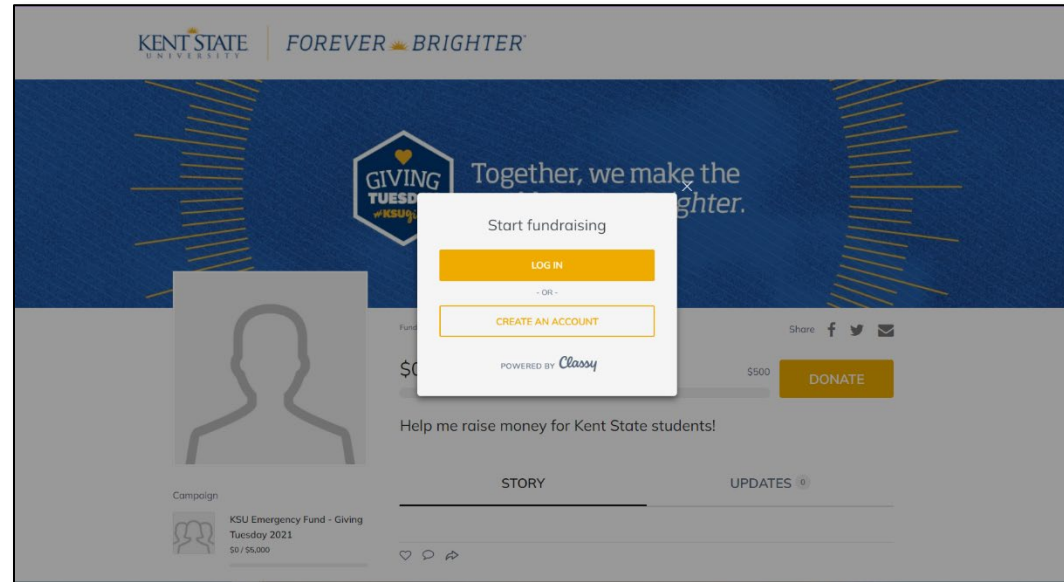 KENT STATE
UNIVERSITY
FOREVER BRIGHTER
GIVING
TUESD
#KSUgi
Together, we make the
ghter.
×
Start fundraising
LOG IN
- OR -
CREATE AN ACCOUNT
POWERED BY Classy
Fund
Share
$0
$500
DONATE
Help me raise money for Kent State students!
STORY
UPDATES 0
Campaign
KSU Emergency Fund - Giving
Tuesday 2021
$0 / $5,000